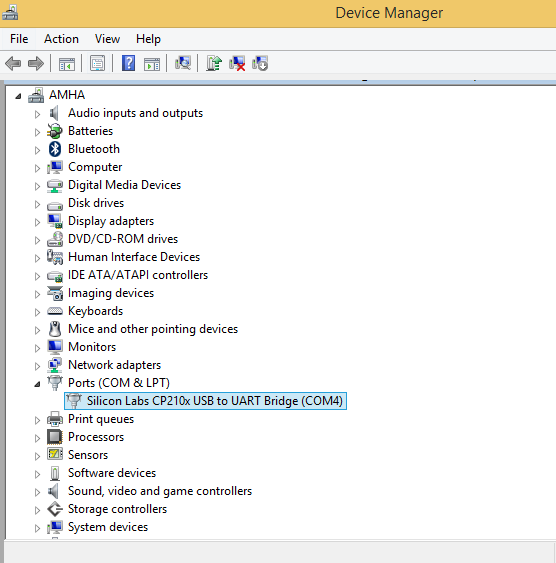 Device Manager
File Action View Help
AMHA
Audio inputs and outputs
Batteries
Bluetooth
Computer
Digital Media Devices
Disk drives
Display adapters
DVD/CD-ROM drives
Human Interface Devices
IDE ATA/ATAPI controllers
Imaging devices
Keyboards
Mice and other pointing devices
Monitors
Network adapters
Ports (COM & LPT)
Silicon Labs CP210x USB to UART Bridge (COM4)
Print queues
Processors
Sensors
Software devices
Sound, video and game controllers
Storage controllers
System devices